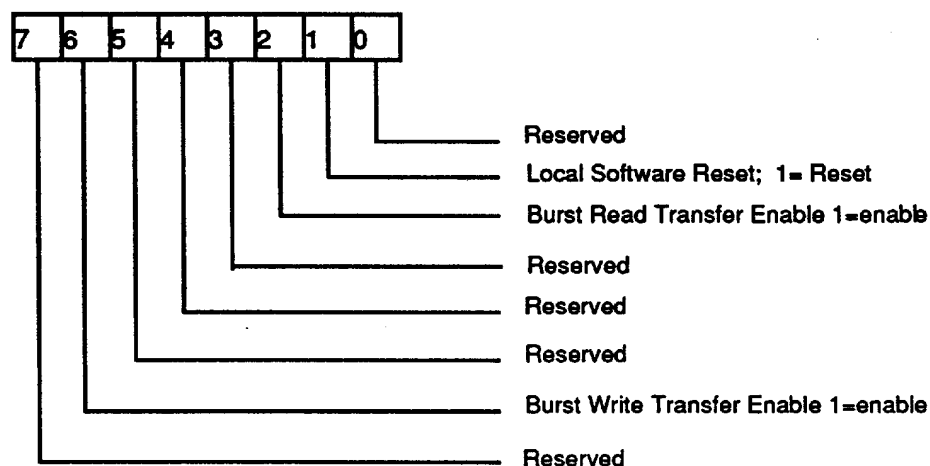 7 6 5 4 3 2 1 0
Reserved
Local Software Reset; 1= Reset
Burst Read Transfer Enable 1=enable
Reserved
Reserved
Reserved
Burst Write Transfer Enable 1=enable
Reserved